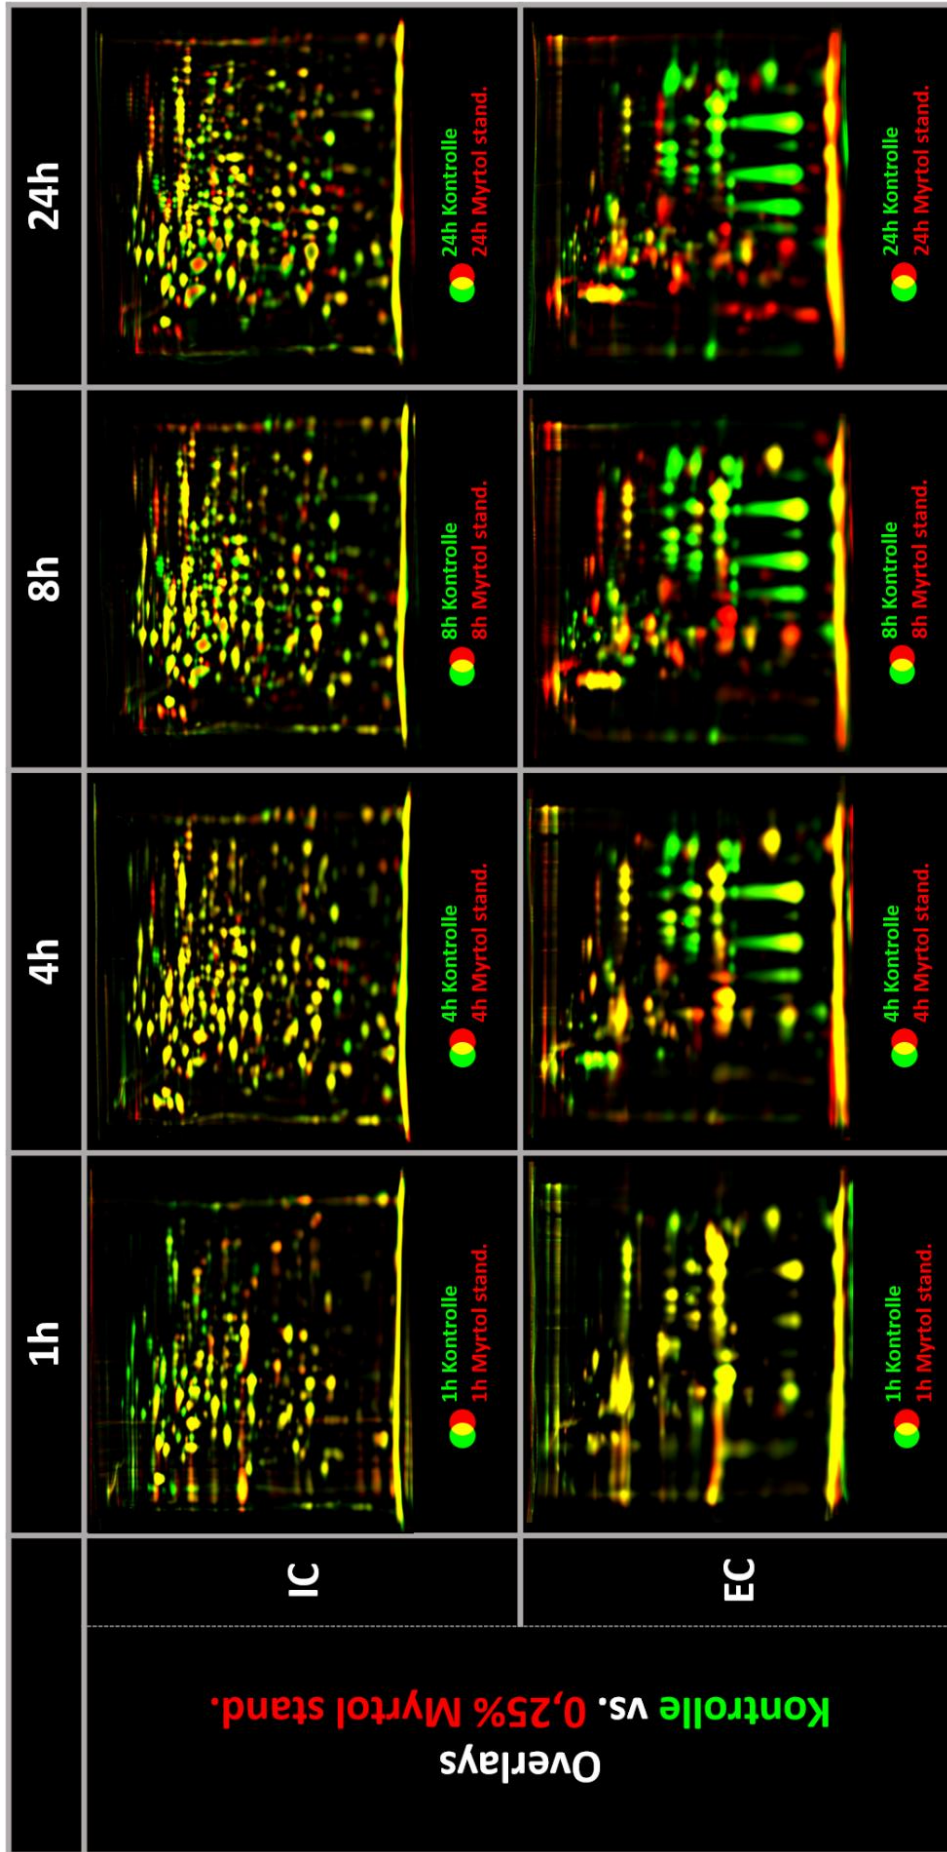 1h
4h
8h
24h
Overlays
Kontrolle vs. 0,25% Myrtol stand.
IC
1h Kontrolle
1h Myrtol stand.
4h Kontrolle
4h Myrtol stand.
8h Kontrolle
8h Myrtol stand.
24h Kontrolle
24h Myrtol stand.
EC
1h Kontrolle
1h Myrtol stand.
4h Kontrolle
4h Myrtol stand.
8h Kontrolle
8h Myrtol stand.
24h Kontrolle
24h Myrtol stand.